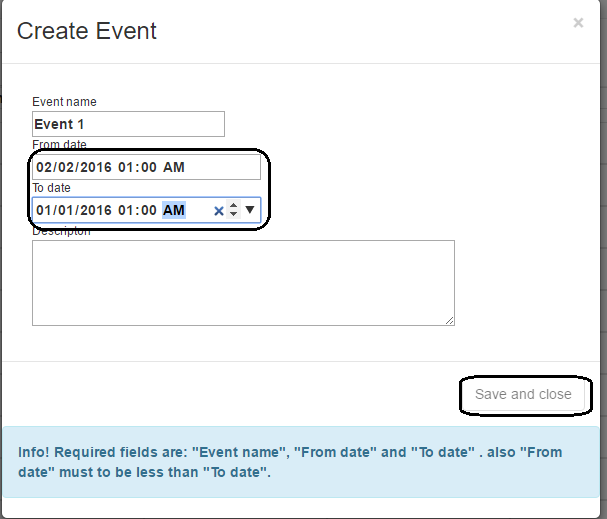 Create Event
×
Event name
Event 1
From date
02/02/2016 01:00 AM
To date
01/01/2016 01:00 AM
Descripton
Save and close
Info! Required fields are: "Event name", "From date" and "To date" . also "From
date" must to be less than "To date".